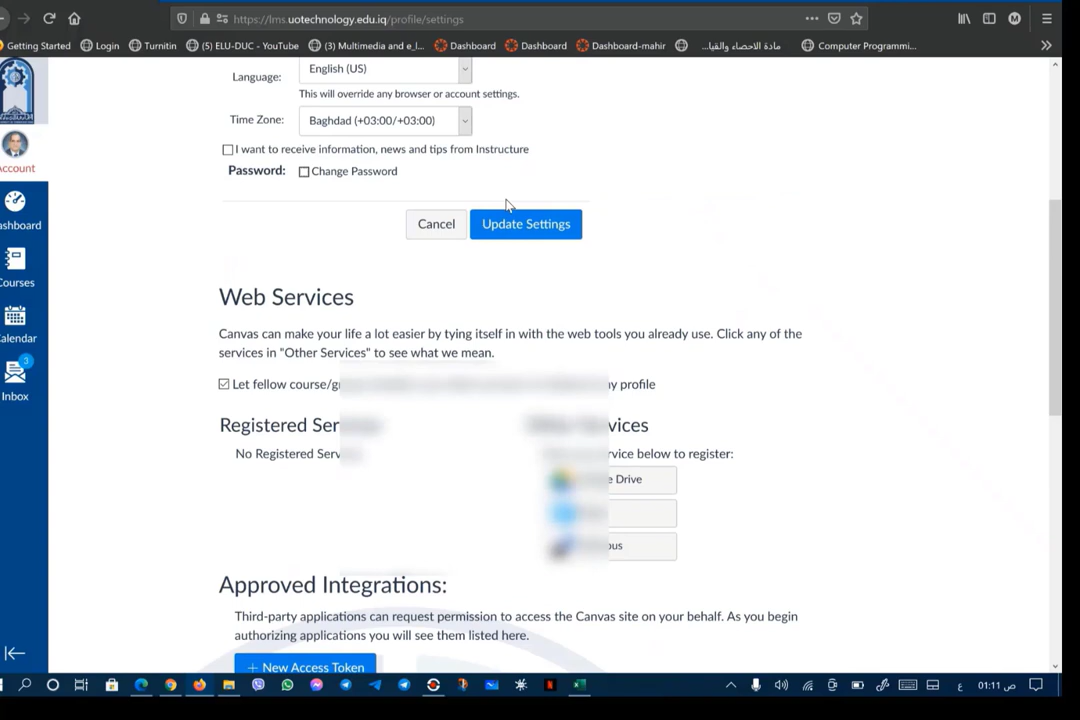 https://lms.uotechnology.edu.iq/profile/settings
Getting Started
Login
Turnitin
(5) ELU-DUC - YouTube
(3) Multimedia and e_l...
Dashboard
Dashboard
Dashboard-mahir
مادة الاحصاء والقيا...
Computer Programmi...
M
Language:
English (US)
This will override any browser or account settings.
Time Zone:
Baghdad (+03:00/+03:00)
I want to receive information, news and tips from Instructure
Password:
Change Password
Cancel
Update Settings
Account
ashboard
Courses
Calendar
3
Inbox
Web Services
Canvas can make your life a lot easier by tying itself in with the web tools you already use. Click any of the
services in "Other Services" to see what we mean.
Let fellow course/g
y profile
Registered Ser
vices
No Registered Serv
rvice below to register:
e Drive
ous
Approved Integrations:
Third-party applications can request permission to access the Canvas site on your behalf. As you begin
authorizing applications you will see them listed here.
+ New Access Token
ع
01:11 ص